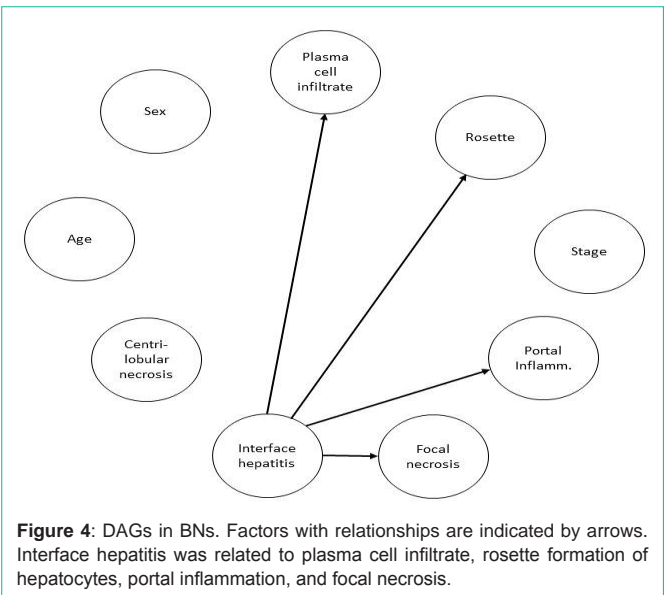 Plasma
cell
infiltrate
Sex
Rosette
Age
Stage
Centri-
lobular
necrosis
Portal
Inflamm.
Interface
hepatitis
Focal
necrosis
Figure 4: DAGs in BNs. Factors with relationships are indicated by arrows.
Interface hepatitis was related to plasma cell infiltrate, rosette formation of
hepatocytes, portal inflammation, and focal necrosis.